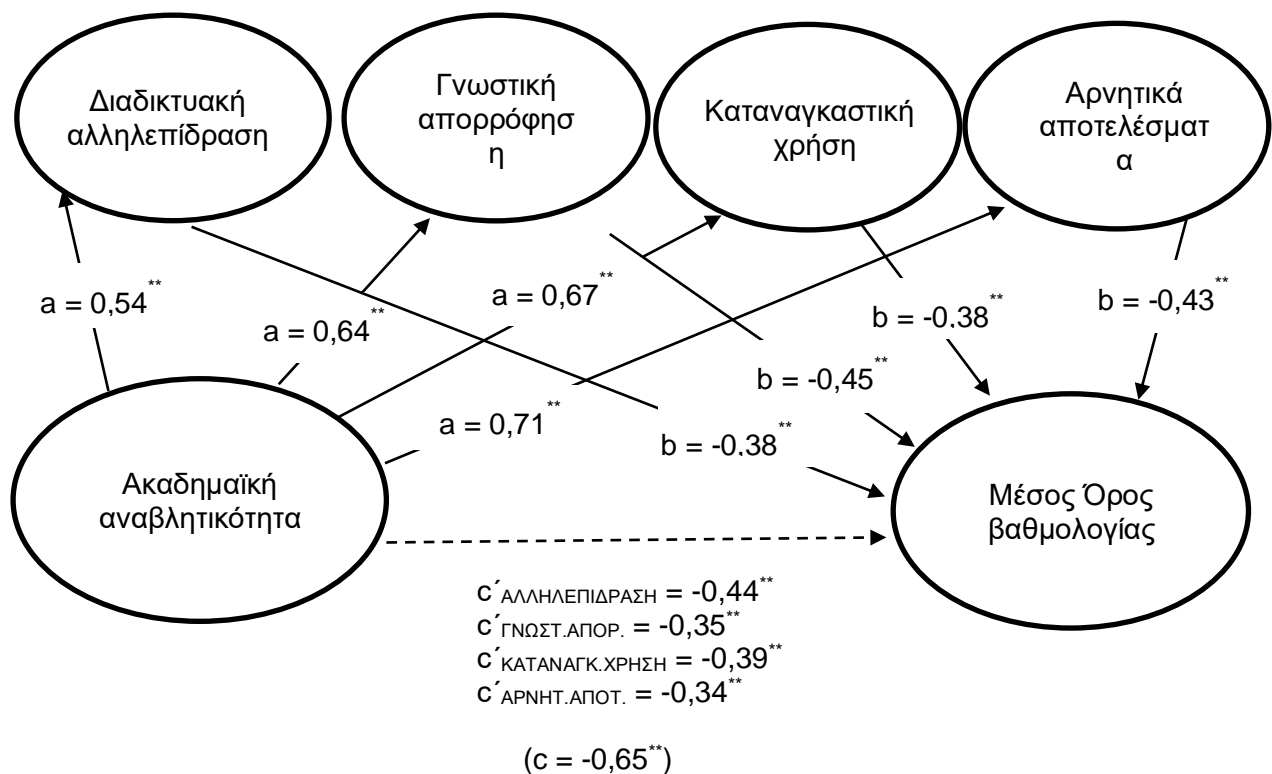 Διαδικτυακή
αλληλεπίδραση
Γνωστική
απορρόφησ
η
Καταναγκαστική
χρήση
Αρνητικά
αποτελέσματ
α
a = 0,54**
a = 0,64**
a = 0,67**
b = -0,38**
b = -0,43**
a = 0,71**
b = -0,38**
b = -0,45**
Ακαδημαϊκή
αναβλητικότητα
Μέσος Όρος
βαθμολογίας
c΄ΑΛΛΗΛΕΠΙΔΡΑΣΗ = -0,44**
c΄ΓΝΩΣΤ.ΑΠΟΡ. = -0,35**
c΄ΚΑΤΑΝΑΓΚ.ΧΡΗΣΗ = -0,39**
c΄ΑΡΝΗΤ.ΑΠΟΤ. = -0,34**
(c = -0,65**)